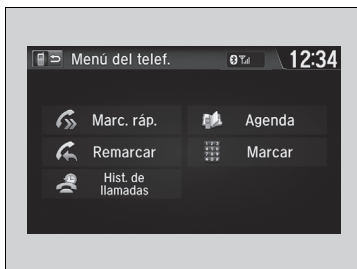 Menú del telef.
12:34
Marc. ráp.
Agenda
Remarcar
Marcar
Hist. de
llamadas